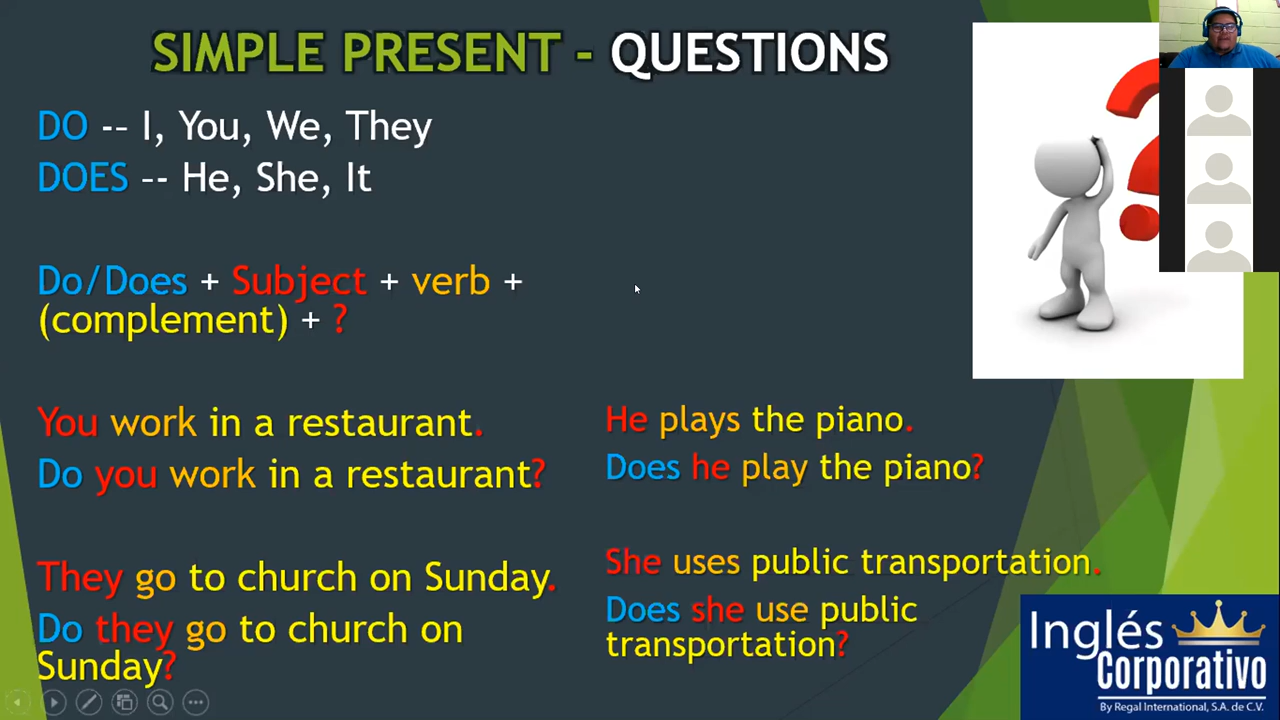 SIMPLE PRESENT - QUESTIONS
DO -- I, You, We, They
DOES -- He, She, It
Do/Does + Subject + verb +
(complement) + ?
You work in a restaurant.
Do you work in a restaurant?
They go to church on Sunday.
Do they go to church on
Sunday?
He plays the piano.
Does he play the piano?
She uses public transportation.
Does she use public
transportation?
Inglés
Corporativo
By Regal International, S.A. de C.V.